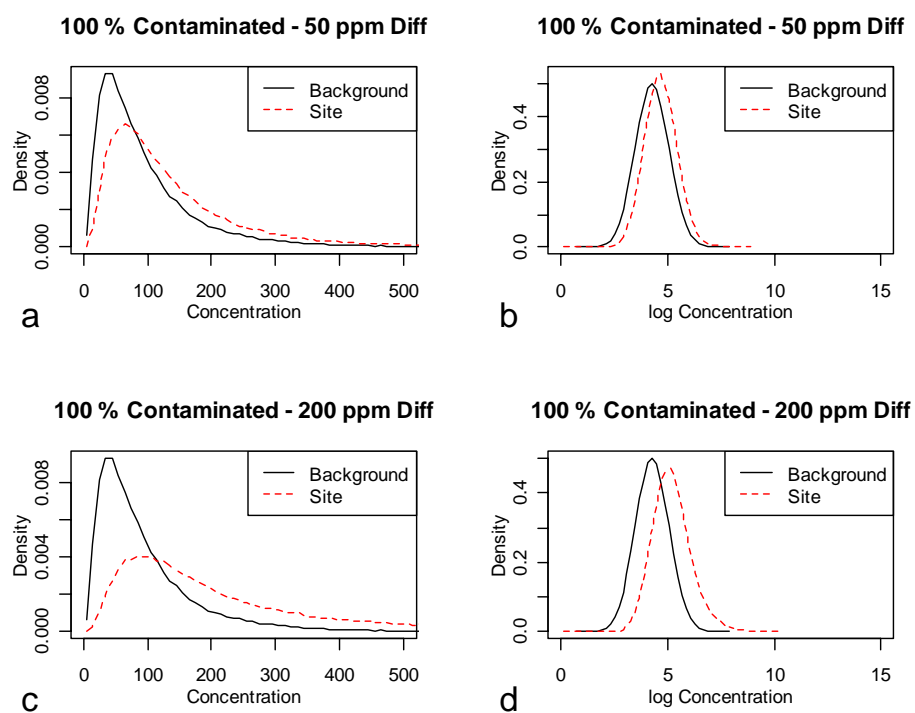 100 % Contaminated - 50 ppm Diff
Background
Site
Density
0.000
0.004
0.008
0
100
200
300
400
500
Concentration
a
100 % Contaminated - 50 ppm Diff
Background
Site
Density
0.0
0.2
0.4
0
5
10
15
log Concentration
b
100 % Contaminated - 200 ppm Diff
Background
Site
Density
0.000
0.004
0.008
0
100
200
300
400
500
Concentration
c
100 % Contaminated - 200 ppm Diff
Background
Site
Density
0.0
0.2
0.4
0
5
10
15
log Concentration
d